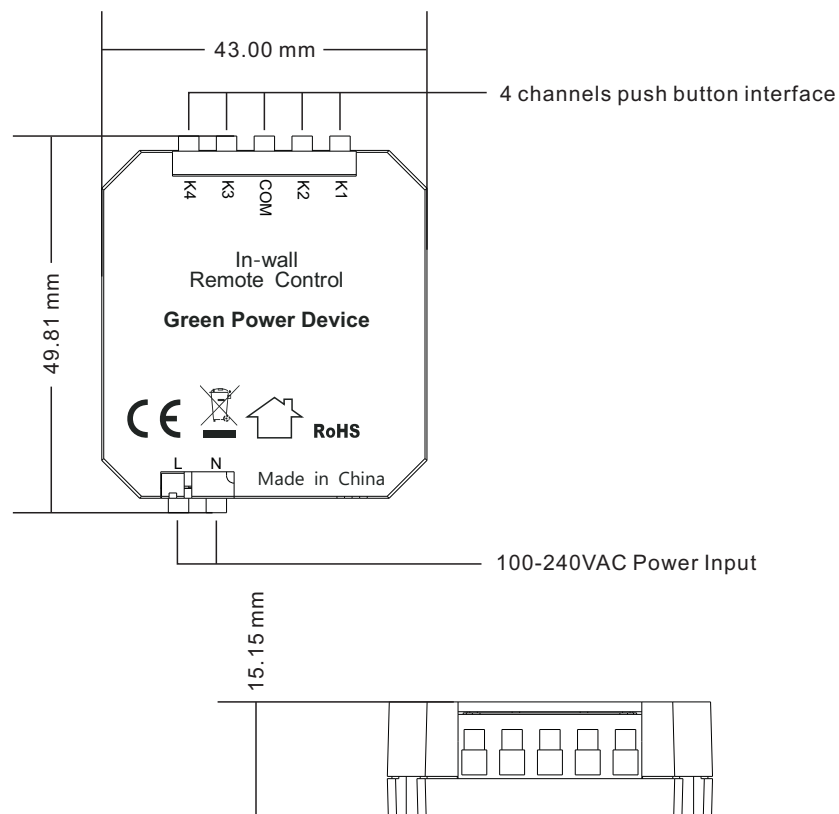 43.00 mm
4 channels push button interface
K4
K3
COM
K2
K1
In-wall
Remote Control
Green Power Device
49.81 mm
CE
RoHS
L N
Made in China
100-240VAC Power Input
15.15 mm